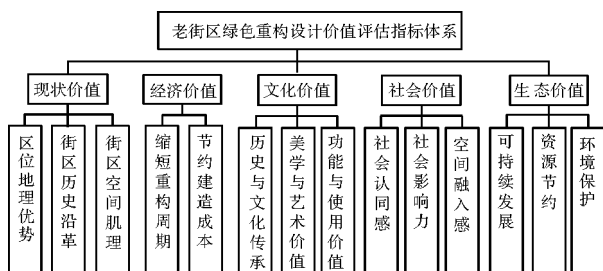 老街区绿色重构设计价值评估指标体系
现状价值
经济价值
文化价值
社会价值
生态价值
区位地理优势
街区历史沿革
街区空间肌理
缩短重构周期
节约建造成本
历史与文化传承
美学与艺术价值
功能与使用价值
社会认同感
社会影响力
空间融入感
可持续发展
资源节约
环境保护